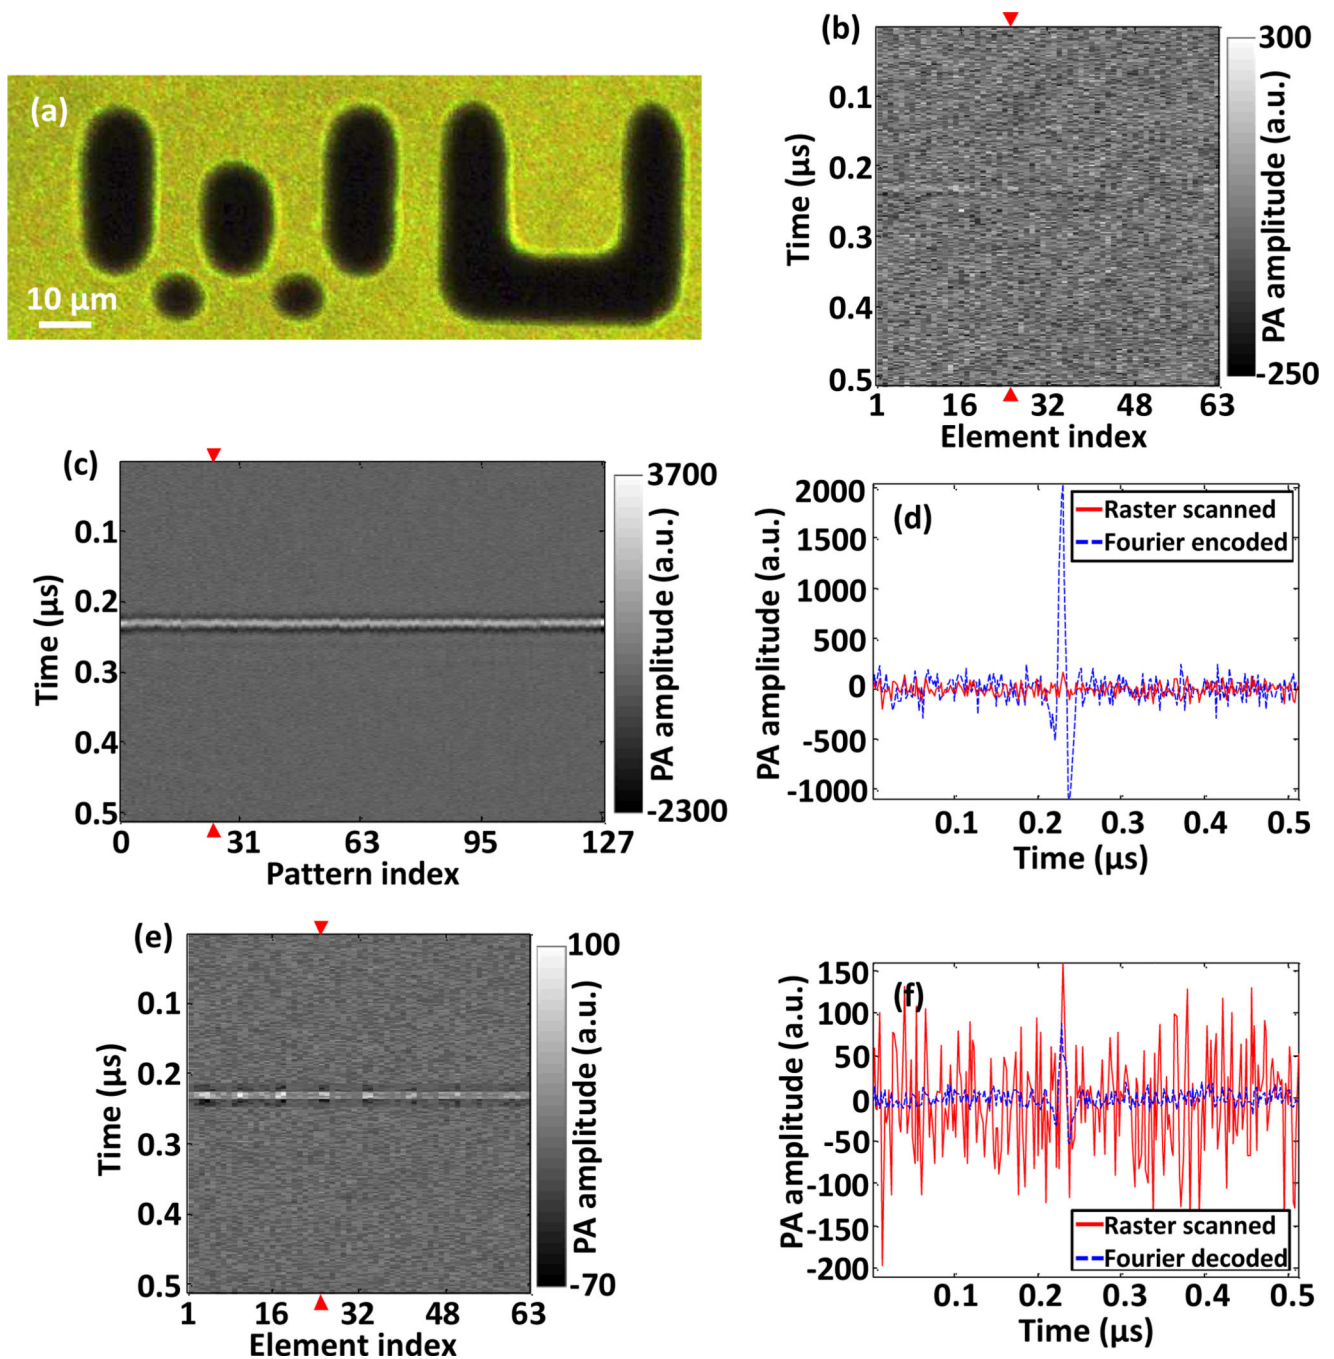 (a)
10 μm
(b)
300
-250
PA amplitude (a.u.)
0.1
0.2
0.3
0.4
0.5
Time (μs)
1 16 32 48 63
Element index
(c)
3700
-2300
PA amplitude (a.u.)
0.1
0.2
0.3
0.4
0.5
Time (μs)
0 31 63 95 127
Pattern index
(d)
Raster scanned
Fourier encoded
2000
1500
1000
500
0
-500
-1000
PA amplitude (a.u.)
0.1 0.2 0.3 0.4 0.5
Time (μs)
(e)
100
-70
PA amplitude (a.u.)
0.1
0.2
0.3
0.4
0.5
Time (μs)
1 16 32 48 63
Element index
(f)
150
100
50
0
-50
-100
-150
-200
PA amplitude (a.u.)
Raster scanned
Fourier decoded
0.1 0.2 0.3 0.4 0.5
Time (μs)